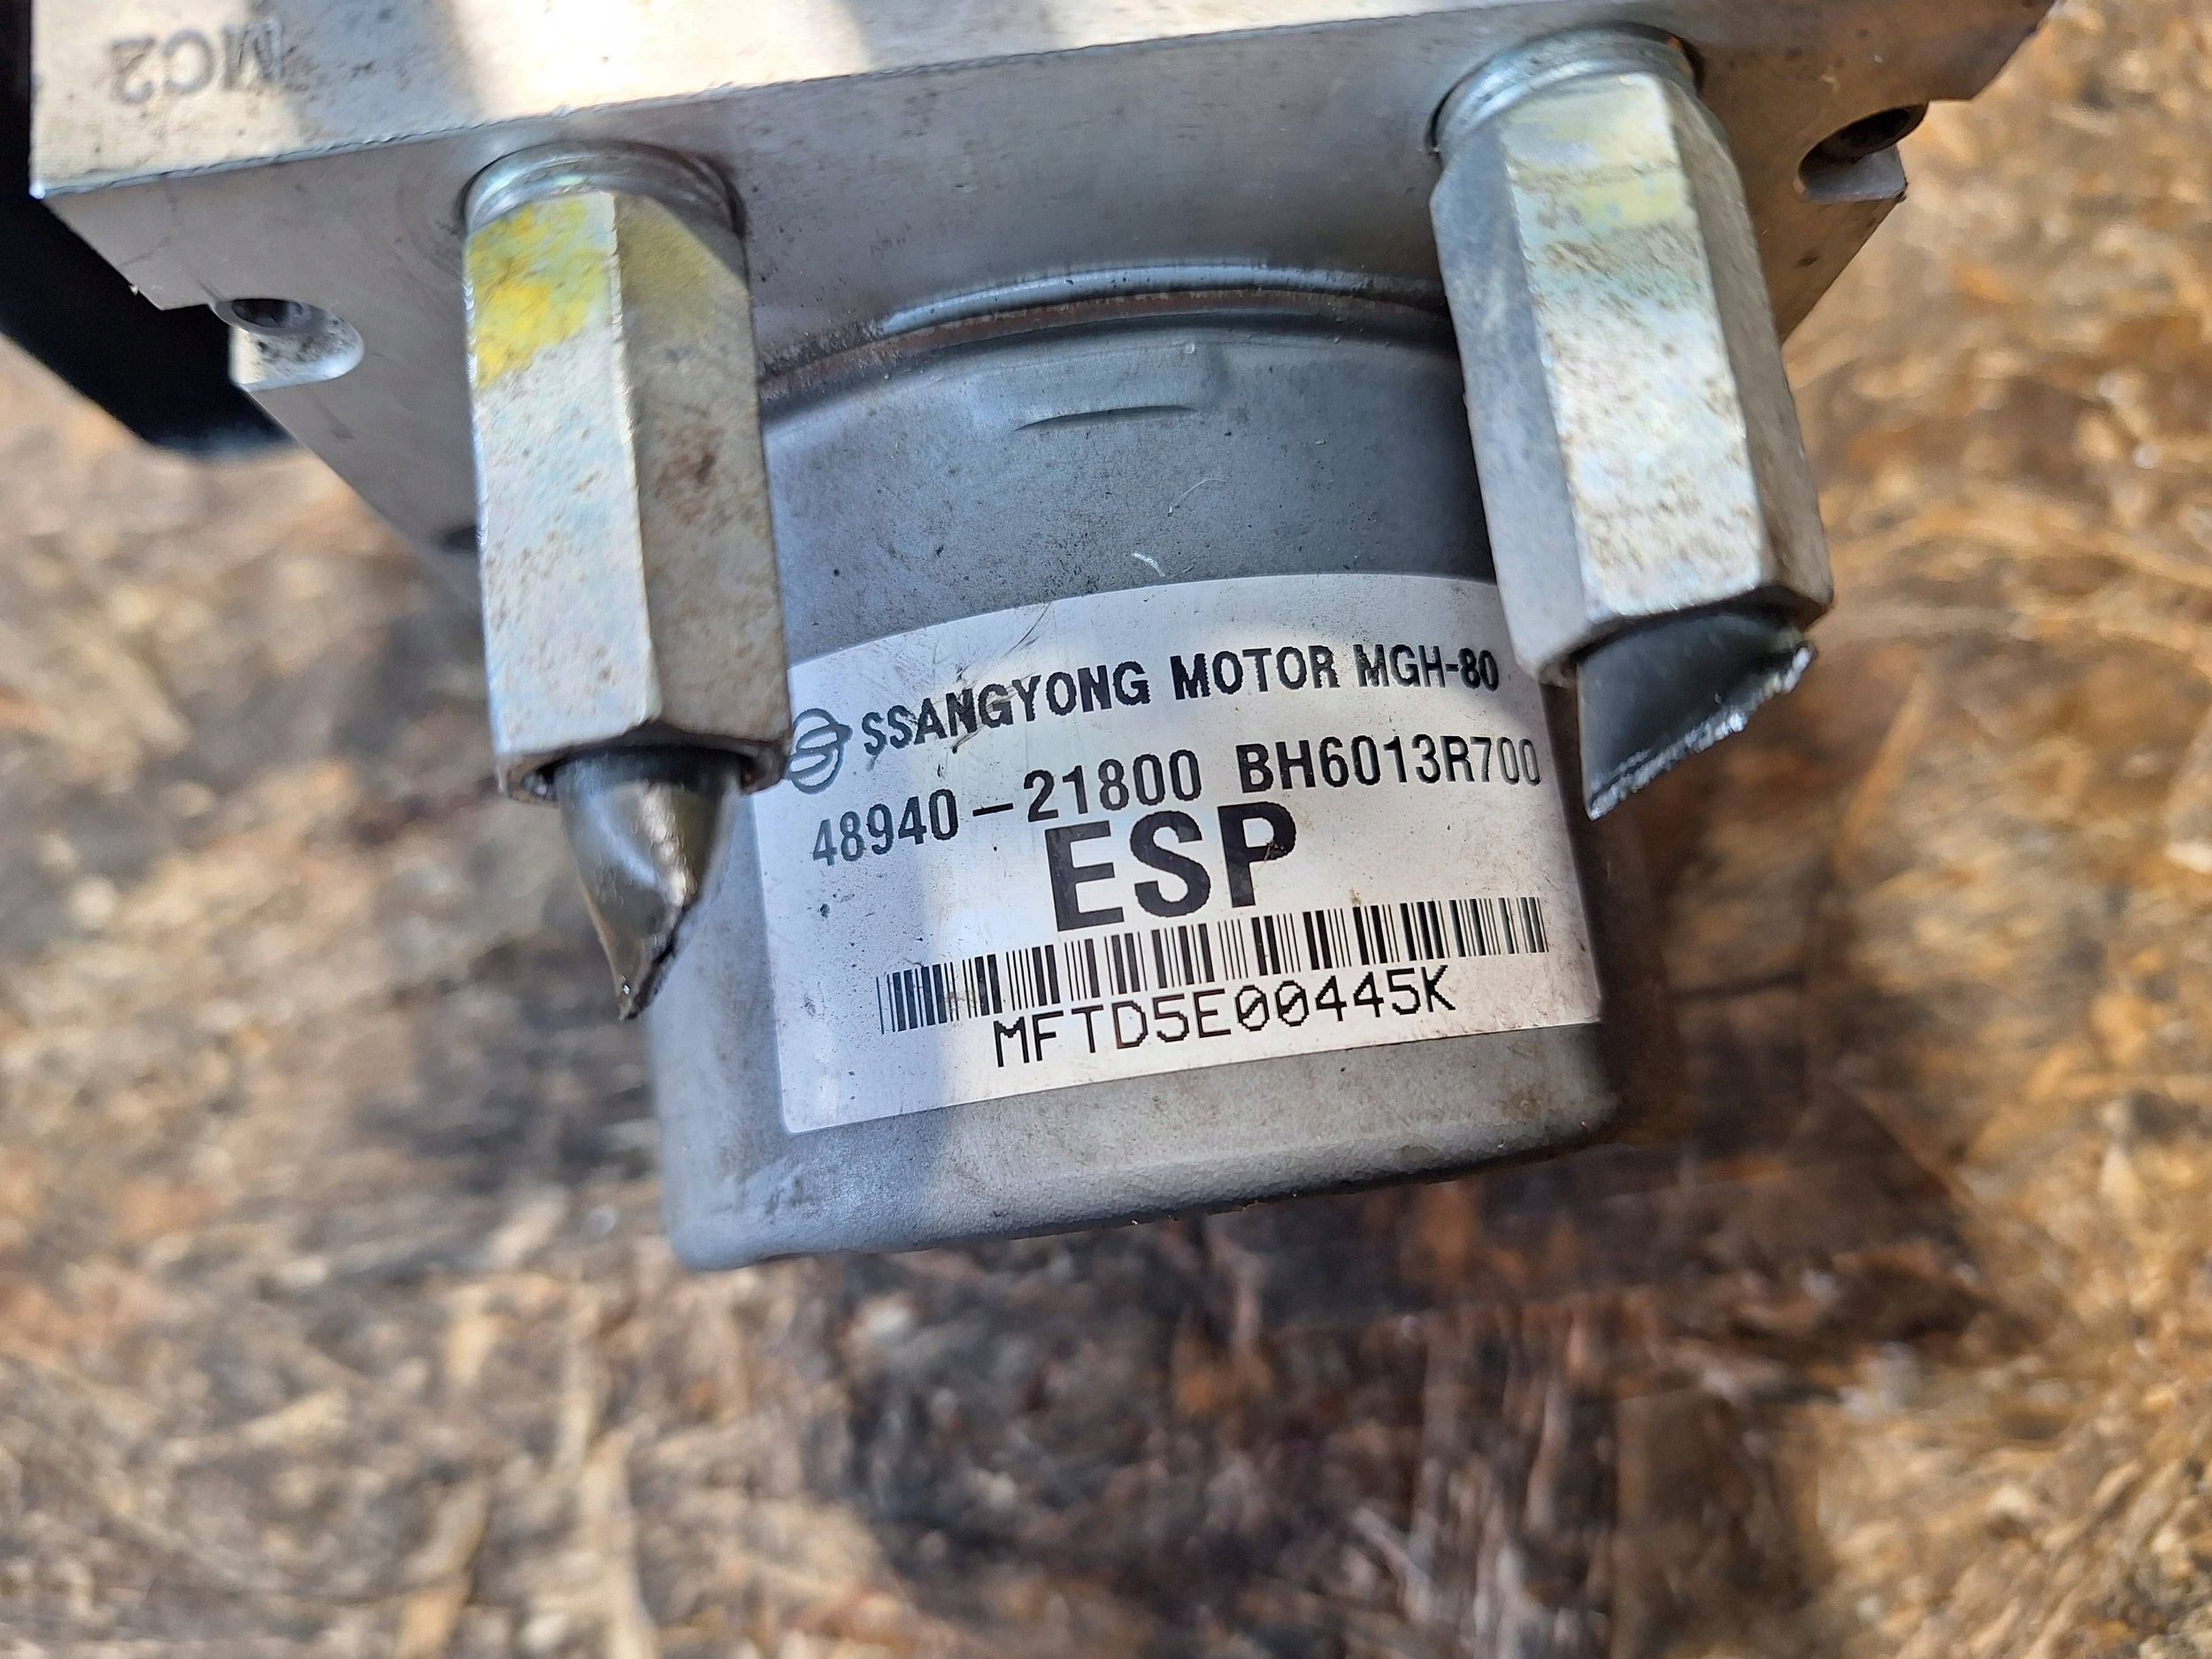 MC2
SSANGYONG MOTOR MGH-80
48940-21800 BH6013R700
ESP
MFTD5E00445K